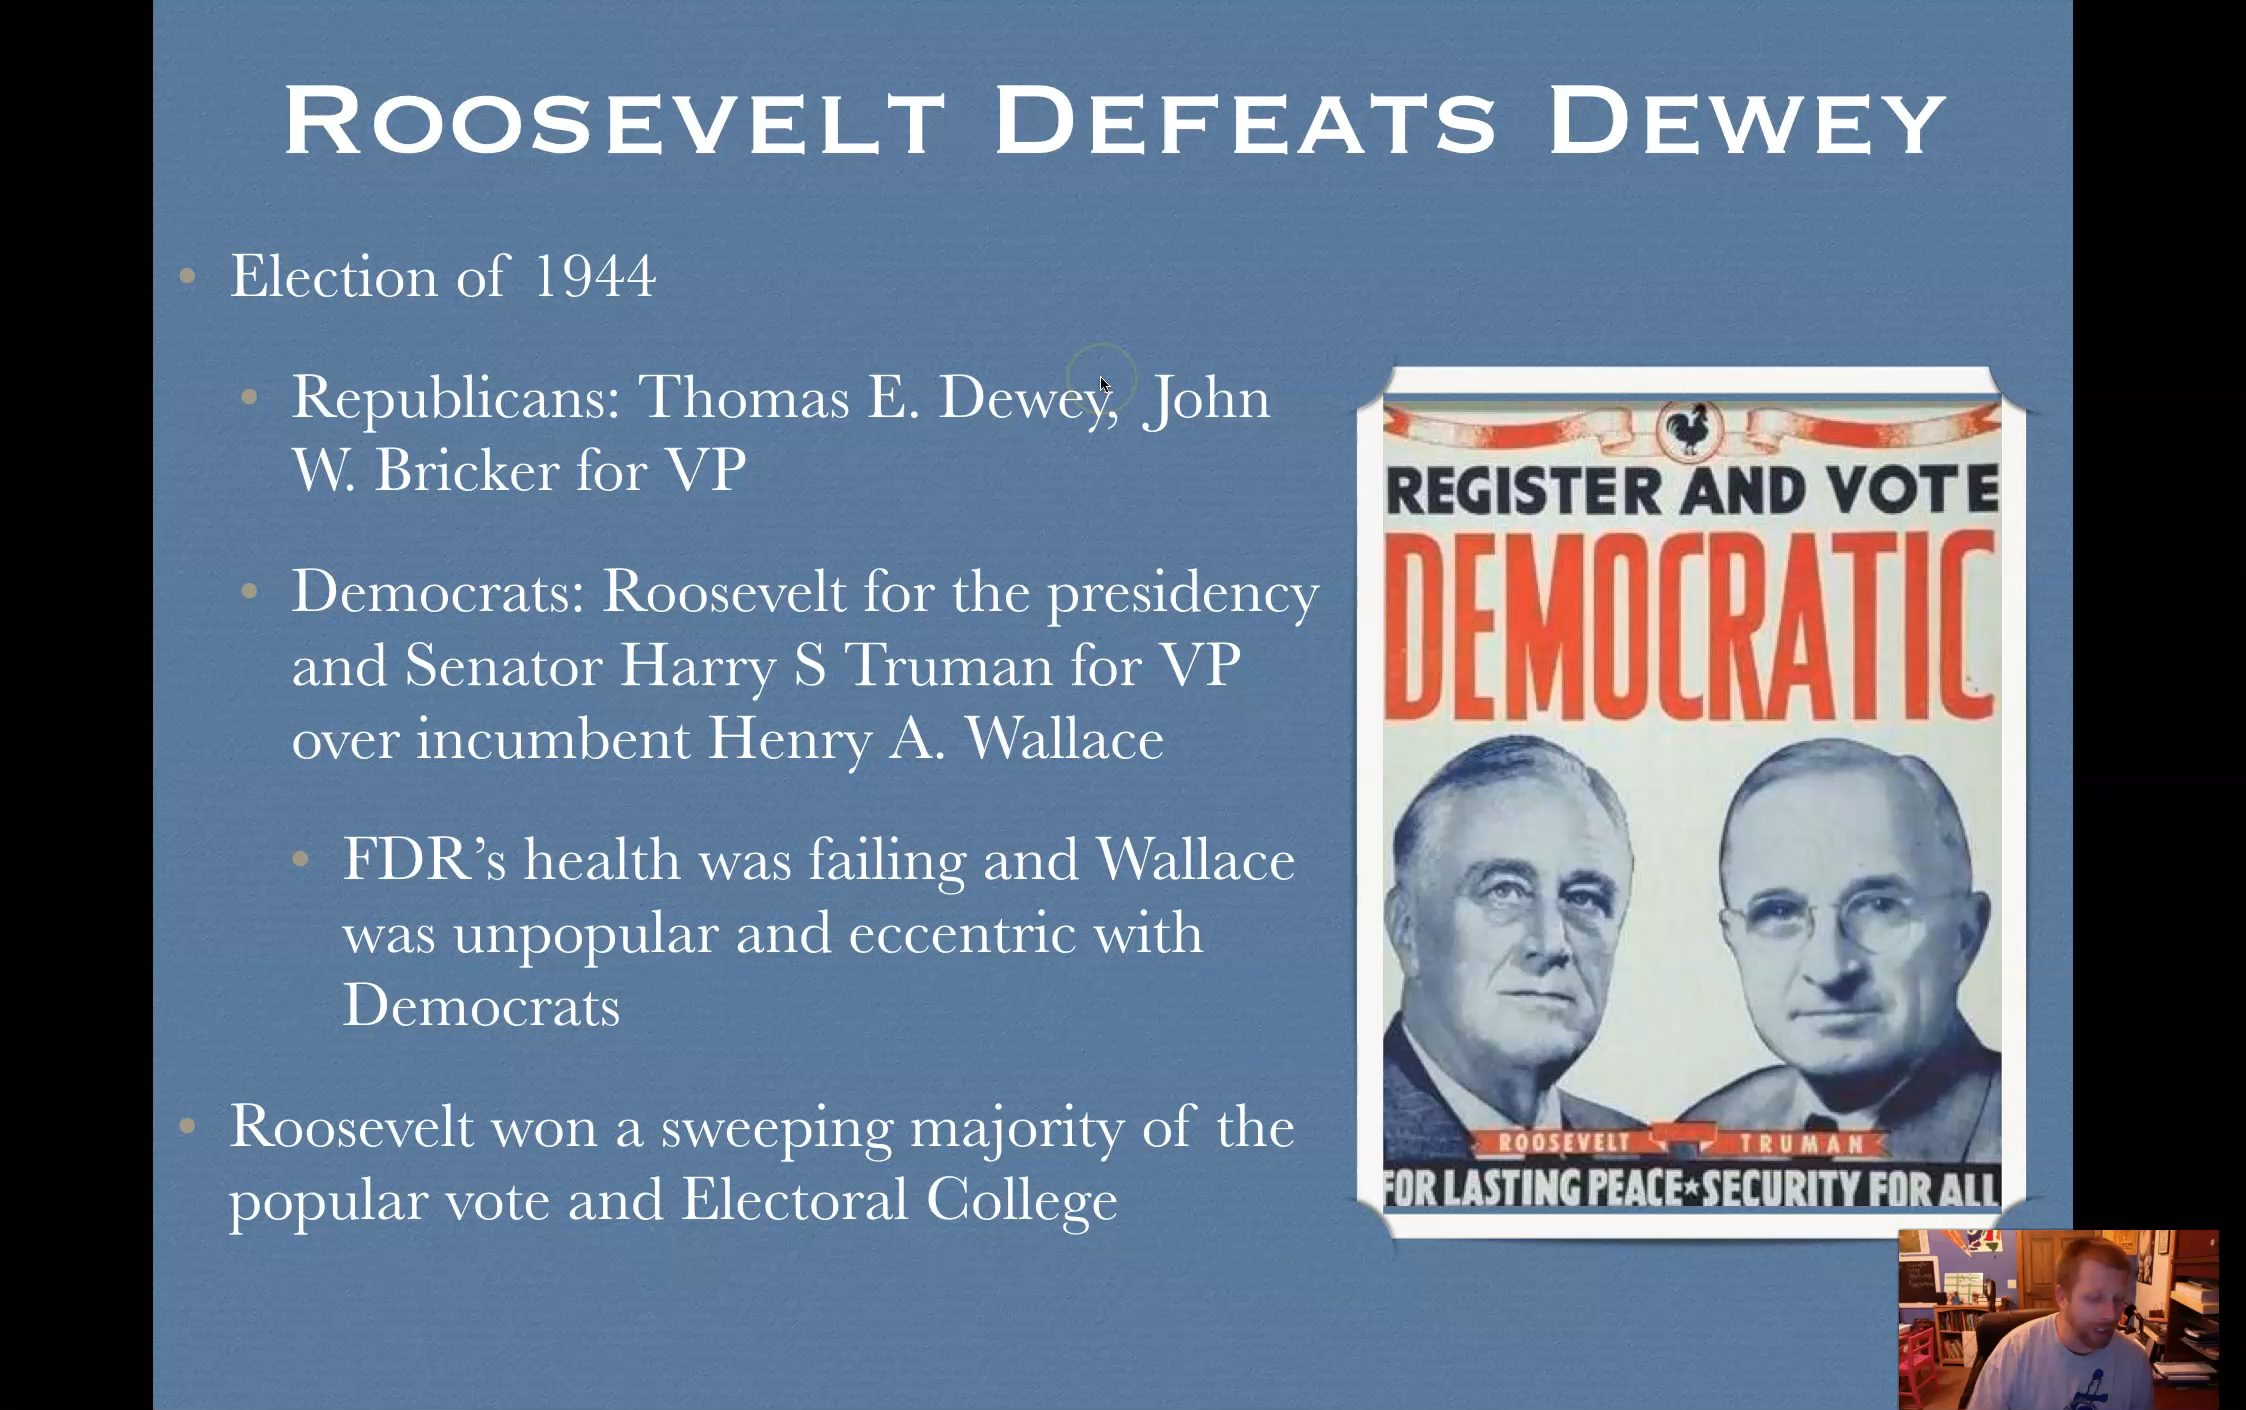 ROOSEVELT DEFEATS DEWEY
• Election of 1944
• Republicans: Thomas E. Dewey, John
W. Bricker for VP
• Democrats: Roosevelt for the presidency
and Senator Harry S Truman for VP
over incumbent Henry A. Wallace
• FDR’s health was failing and Wallace
was unpopular and eccentric with
Democrats
• Roosevelt won a sweeping majority of the
popular vote and Electoral College
REGISTER AND VOTE
DEMOCRATIC
ROOSEVELT TRUMAN
FOR LASTING PEACE★SECURITY FOR ALL